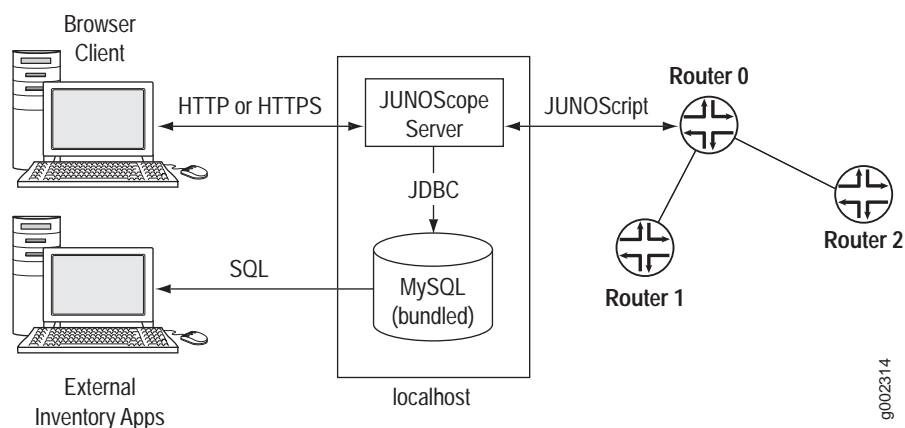 Browser
Client
HTTP or HTTPS
JUNOScope
Server
JUNOScript
Router 0
JDBC
Router 1
Router 2
SQL
MySQL
(bundled)
localhost
External
Inventory Apps
g002314